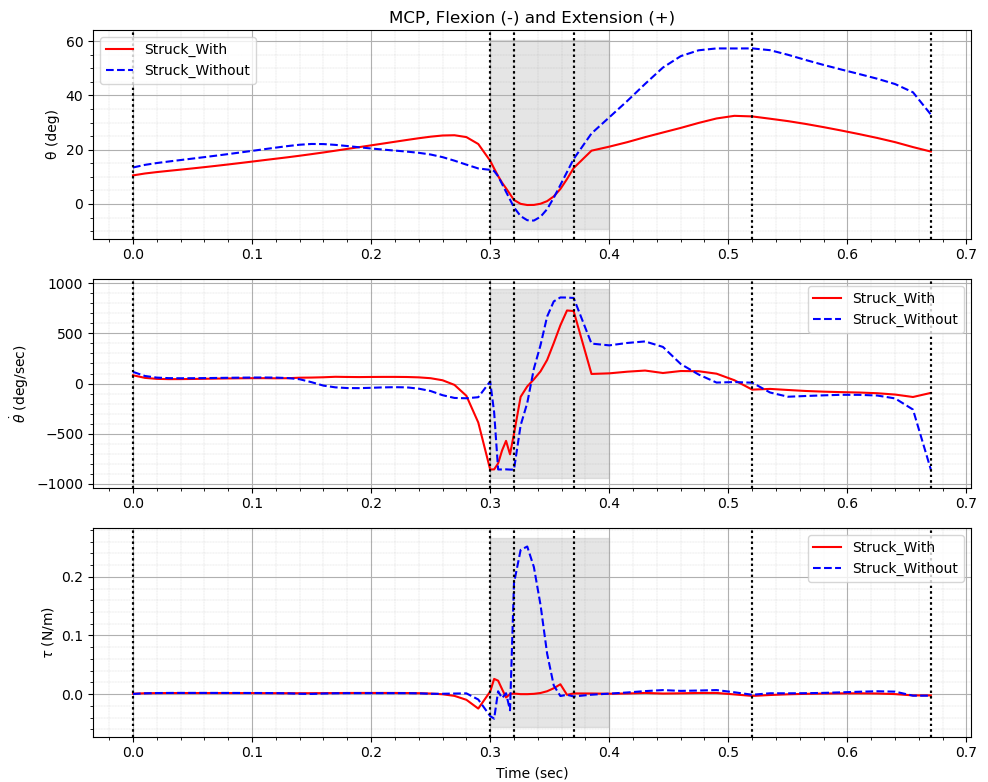 MCP, Flexion (-) and Extension (+)
θ (deg)
60
40
20
0
Struck_With
Struck_Without
0.0 0.1 0.2 0.3 0.4 0.5 0.6 0.7
θ̇ (deg/sec)
1000
500
0
−500
−1000
Struck_With
Struck_Without
0.0 0.1 0.2 0.3 0.4 0.5 0.6 0.7
τ (N/m)
0.2
0.1
0.0
Struck_With
Struck_Without
0.0 0.1 0.2 0.3 0.4 0.5 0.6 0.7
Time (sec)